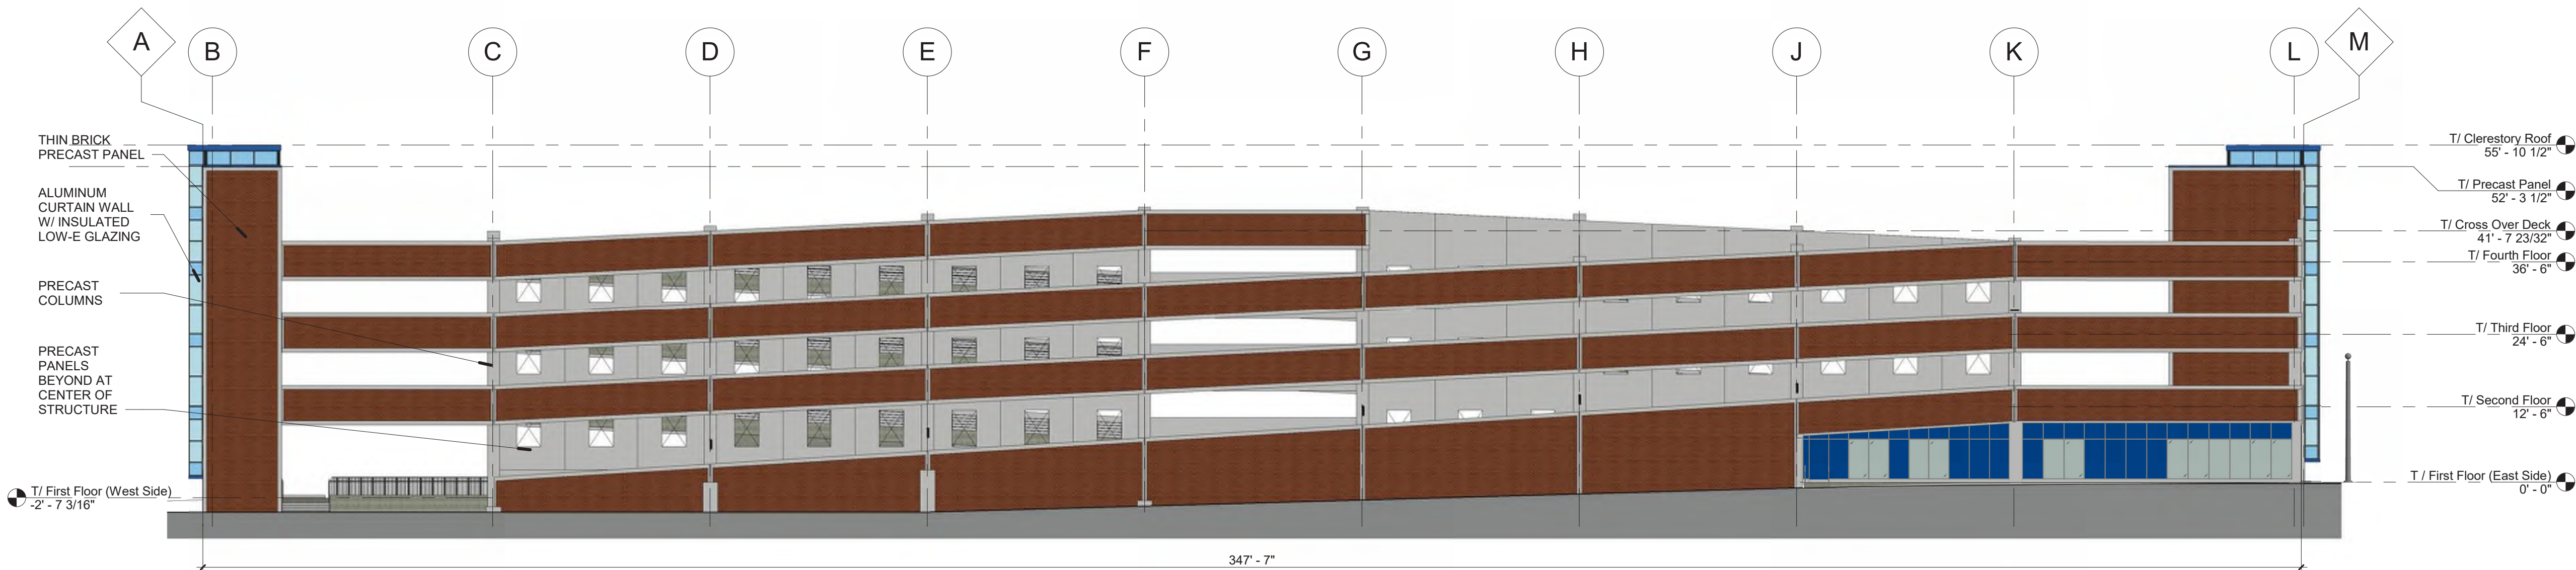 A
B
C
D
E
F
G
H
J
K
L
M
THIN BRICK
PRECAST PANEL
ALUMINUM
CURTAIN WALL
W/ INSULATED
LOW-E GLAZING
PRECAST
COLUMNS
PRECAST
PANELS
BEYOND AT
CENTER OF
STRUCTURE
T/ First Floor (West Side)
-2' - 7 3/16"
T/ Clerestory Roof
55' - 10 1/2"
T/ Precast Panel
52' - 3 1/2"
T/ Cross Over Deck
41' - 7 23/32"
T/ Fourth Floor
36' - 6"
T/ Third Floor
24' - 6"
T/ Second Floor
12' - 6"
T / First Floor (East Side)
0' - 0"
347' - 7"